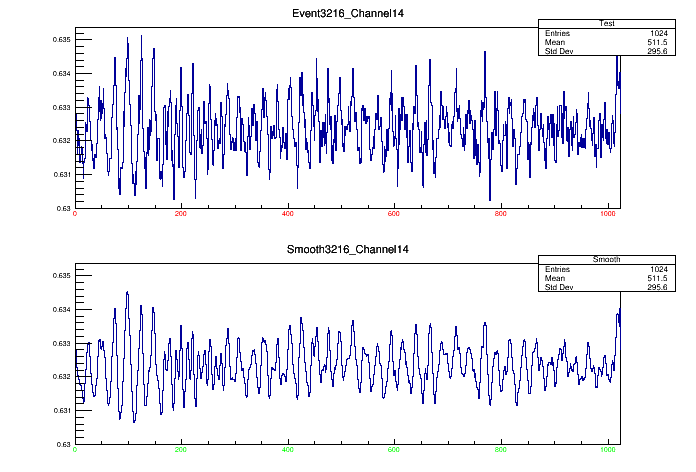 Event3216_Channel14
Test
Entries 1024
Mean 511.5
Std Dev 295.6
0.635
0.634
0.633
0.632
0.631
0.63
0 200 400 600 800 1000
Smooth3216_Channel14
Smooth
Entries 1024
Mean 511.5
Std Dev 295.6
0.635
0.634
0.633
0.632
0.631
0.63
0 200 400 600 800 1000